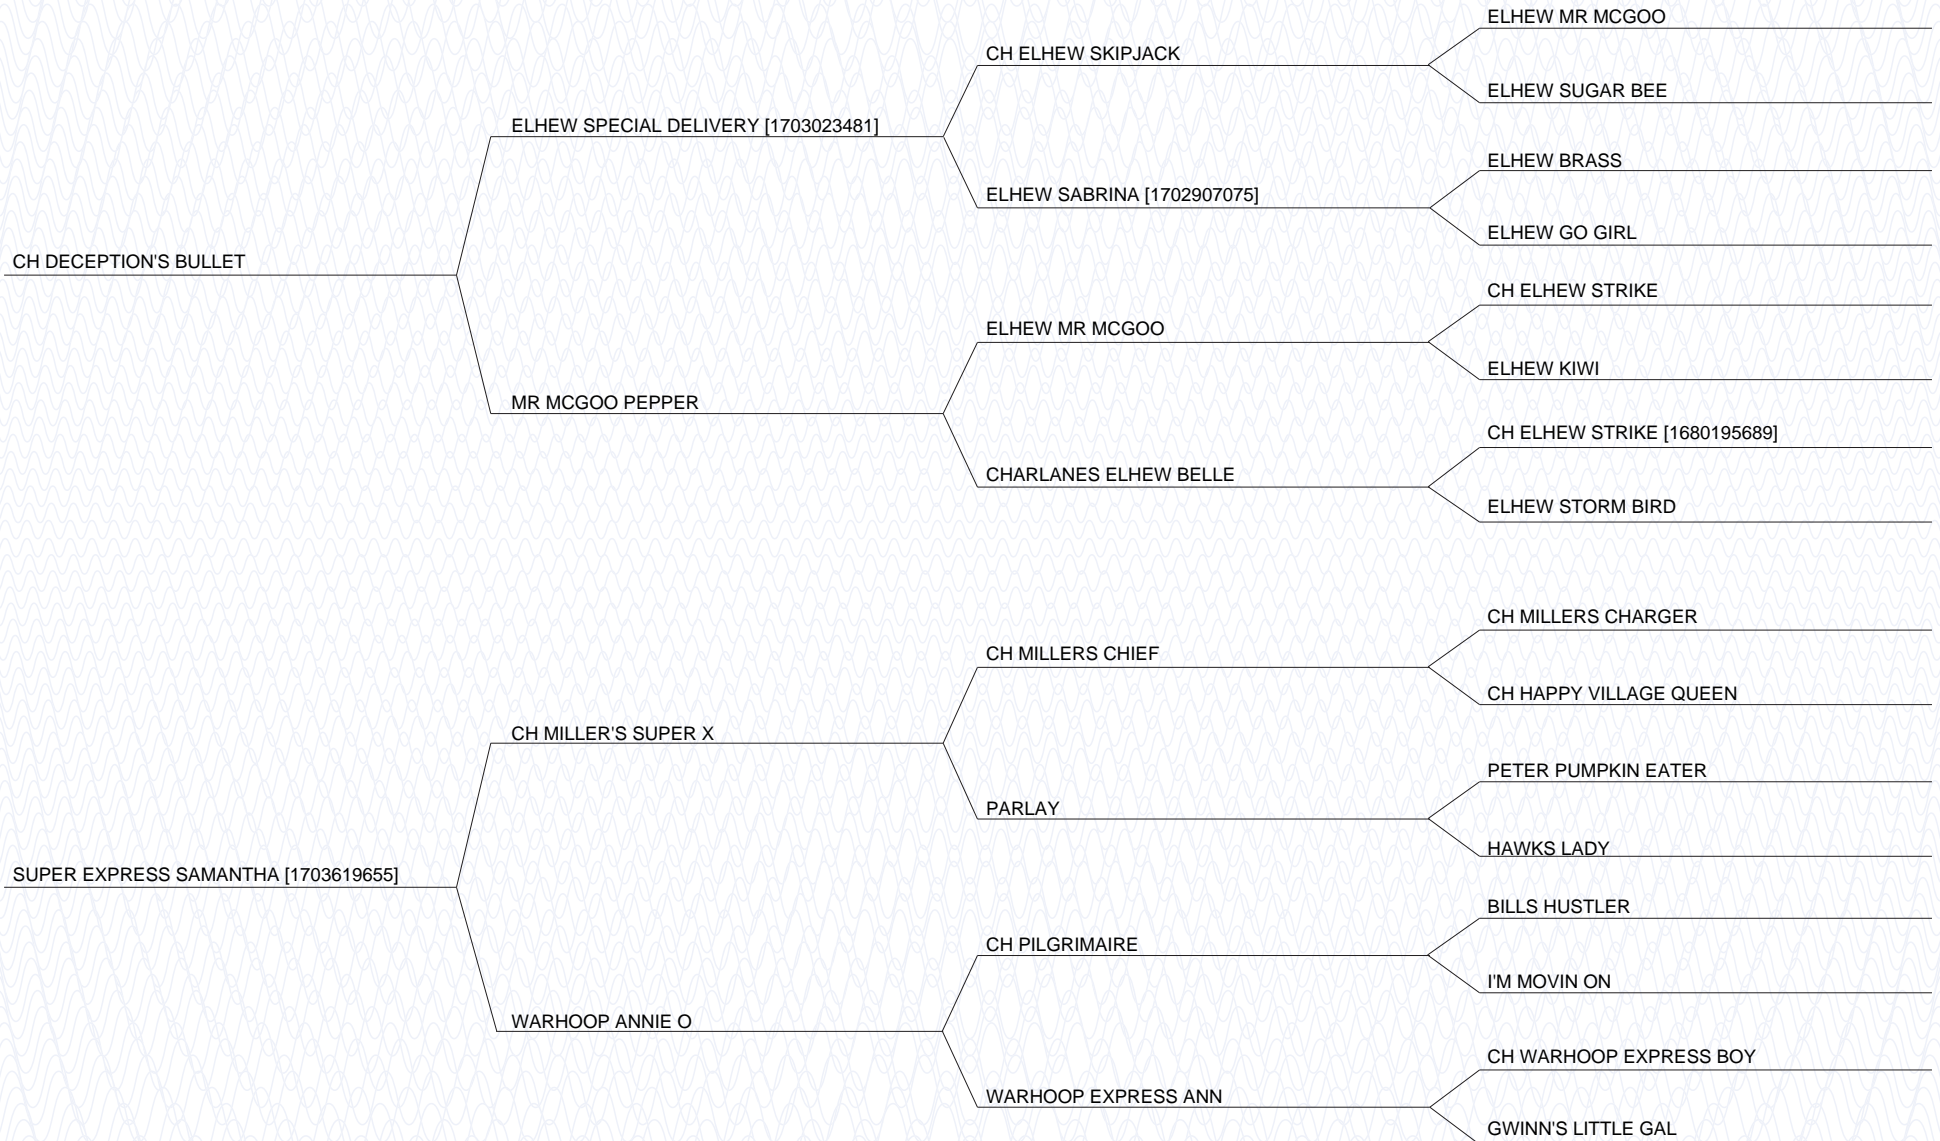 ELHEW MR MCGOO
CH ELHEW SKIPJACK
ELHEW SUGAR BEE
ELHEW SPECIAL DELIVERY [1703023481]
ELHEW BRASS
ELHEW SABRINA [1702907075]
ELHEW GO GIRL
CH DECEPTION'S BULLET
CH ELHEW STRIKE
ELHEW MR MCGOO
ELHEW KIWI
MR MCGOO PEPPER
CH ELHEW STRIKE [1680195689]
CHARLANES ELHEW BELLE
ELHEW STORM BIRD
CH MILLERS CHARGER
CH MILLERS CHIEF
CH HAPPY VILLAGE QUEEN
CH MILLER'S SUPER X
PETER PUMPKIN EATER
PARLAY
HAWKS LADY
SUPER EXPRESS SAMANTHA [1703619655]
BILLS HUSTLER
CH PILGRIMAIRE
I'M MOVIN ON
WARHOOP ANNIE O
CH WARHOOP EXPRESS BOY
WARHOOP EXPRESS ANN
GWINN'S LITTLE GAL